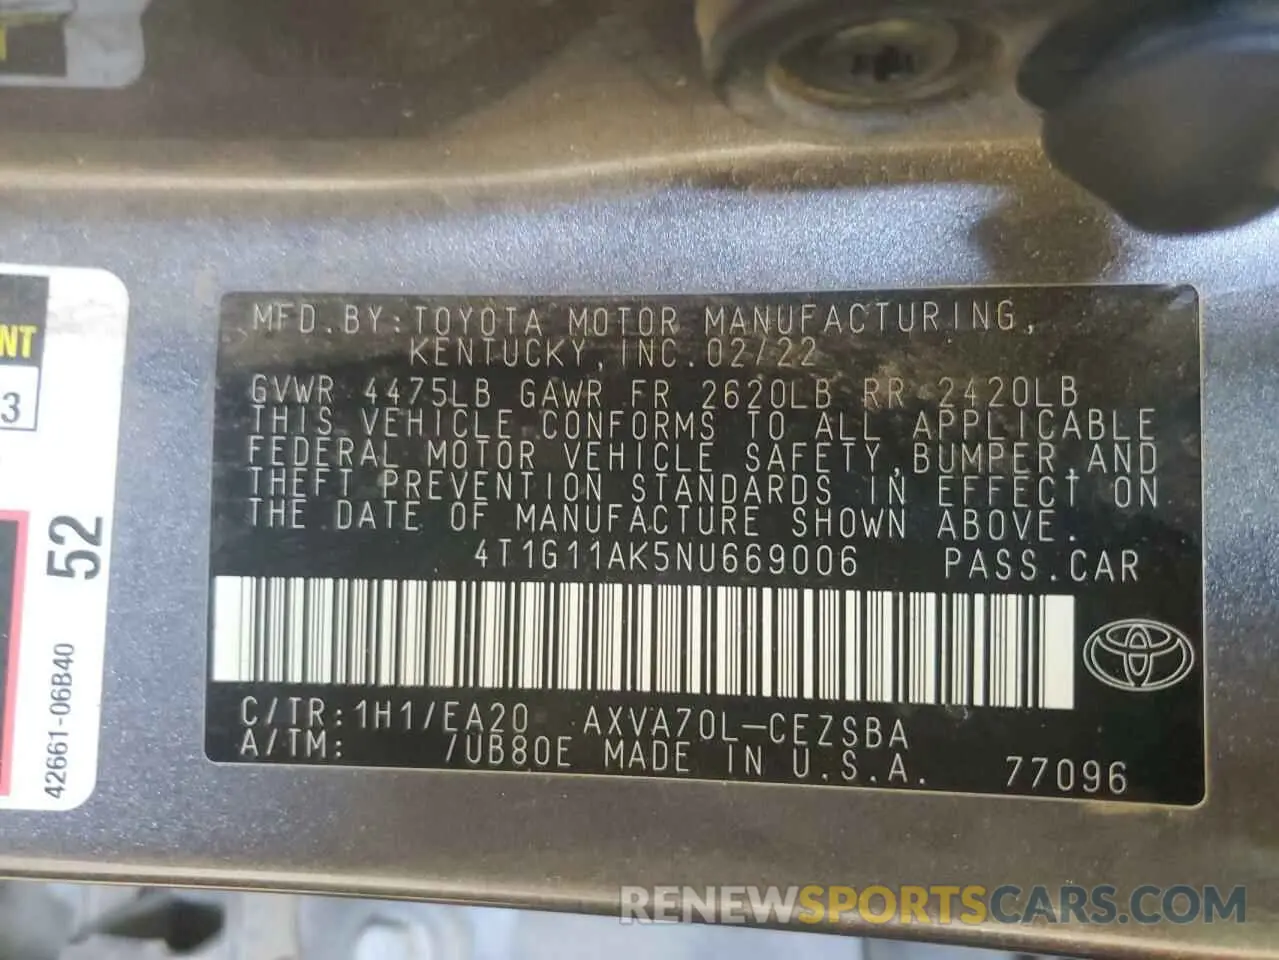 MFD.BY:TOYOTA MOTOR MANUFACTURING,
KENTUCKY, INC. 02/22
GVWR 4475LB GAWR FR 2620LB RR 2420LB
THIS VEHICLE CONFORMS TO ALL APPLICABLE
FEDERAL MOTOR VEHICLE SAFETY, BUMPER, AND
THEFT PREVENTION STANDARDS IN EFFECT ON
THE DATE OF MANUFACTURE SHOWN ABOVE.
4T1G11AK5NU669006 PASS.CAR
C/TR:1H1/EA20 AXVA70L-CEZSBA
A/TM: /UB80E MADE IN U.S.A. 77096
NT
3
52
42661-06B40
RENEWSPORTSCARS.COM